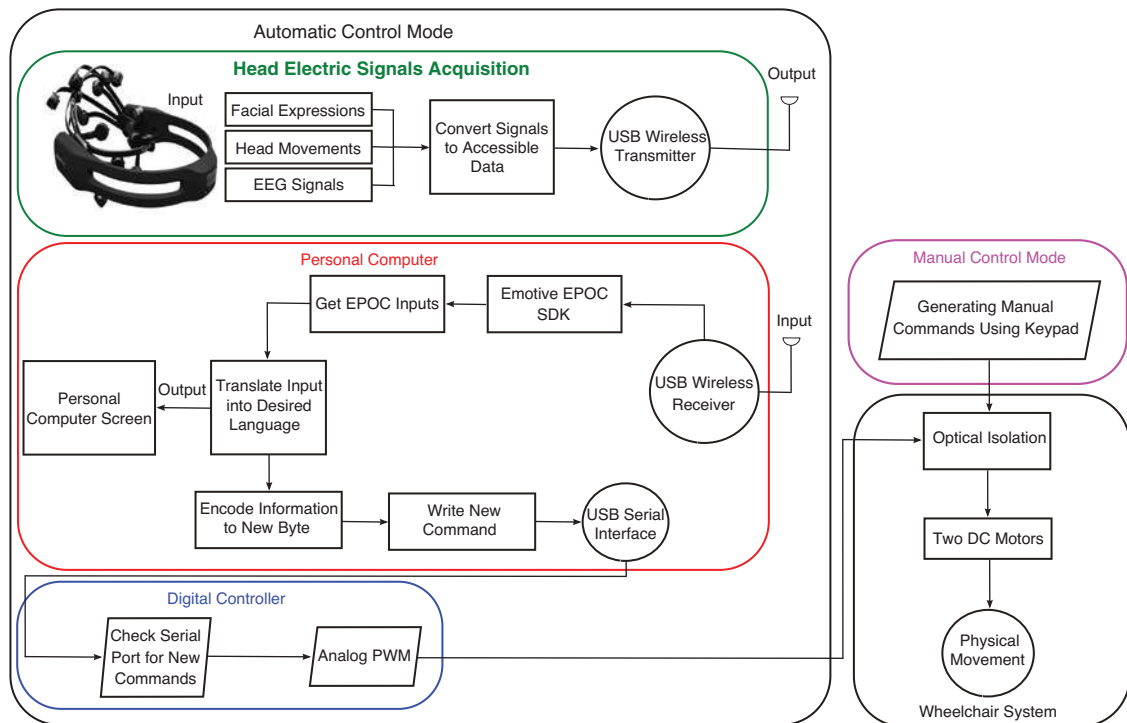 Automatic Control Mode
Head Electric Signals Acquisition
Input
Facial Expressions
Head Movements
EEG Signals
Convert Signals
to Accessible
Data
USB Wireless
Transmitter
Output
Personal Computer
Get EPOC Inputs
Emotive EPOC
SDK
Input
USB Wireless
Receiver
Personal
Computer Screen
Output
Translate Input
into Desired
Language
Encode Information
to New Byte
Write New
Command
USB Serial
Interface
Digital Controller
Check Serial
Port for New
Commands
Analog PWM
Manual Control Mode
Generating Manual
Commands Using Keypad
Optical Isolation
Two DC Motors
Physical
Movement
Wheelchair System